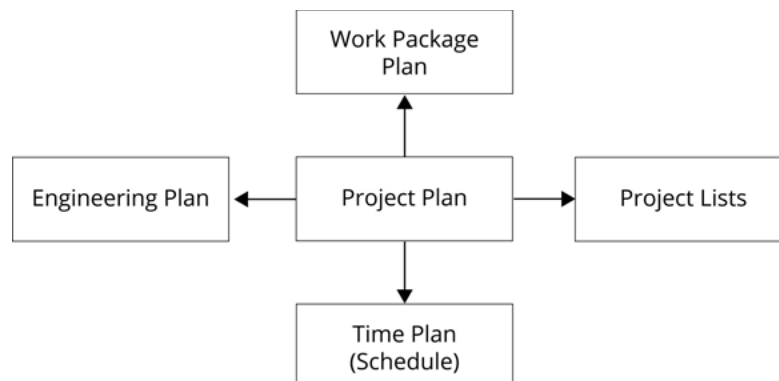 Work Package
Plan
Engineering Plan
Project Plan
Project Lists
Time Plan
(Schedule)